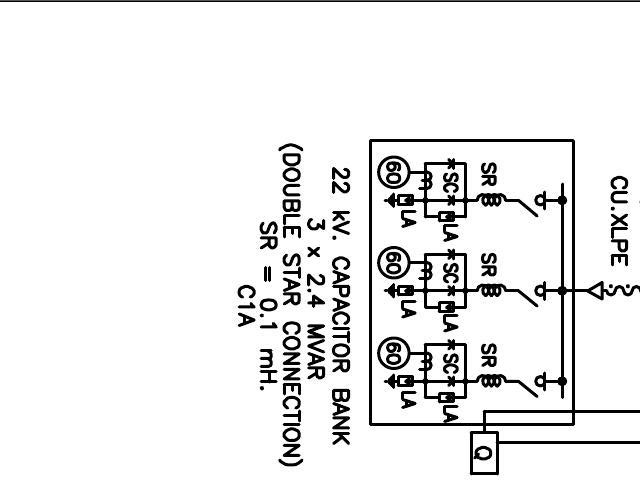 CU.XLPE
SR
SC
60
LA
LA
SR
SC
60
LA
LA
SR
SC
60
LA
LA
Q
22 kV. CAPACITOR BANK
3 x 2.4 MVAR
(DOUBLE STAR CONNECTION)
SR = 0.1 mH.
C1A